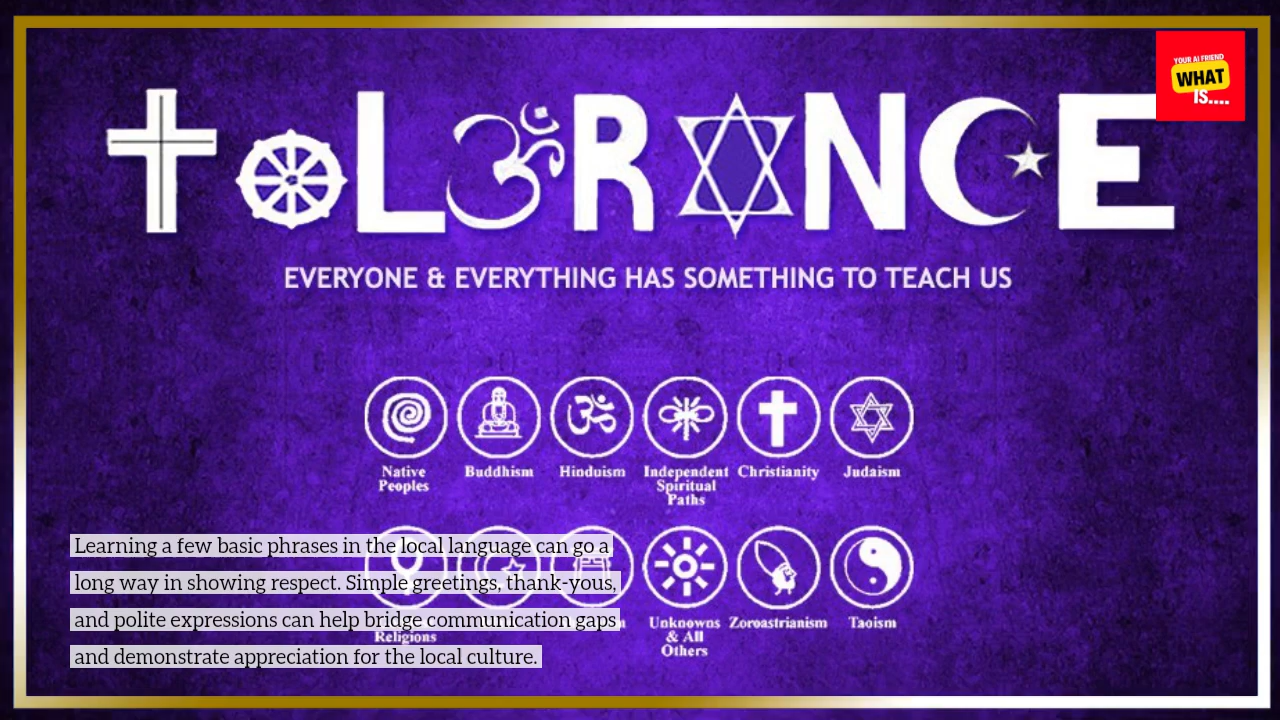 TOLERANCE
YOUR AI FRIEND
WHAT
IS....
EVERYONE & EVERYTHING HAS SOMETHING TO TEACH US
Native Peoples
Buddhism
Hinduism
Independent Spiritual Paths
Christianity
Judaism
Learning a few basic phrases in the local language can go a
long way in showing respect. Simple greetings, thank-yous,
and polite expressions can help bridge communication gaps
and demonstrate appreciation for the local culture.
Religions
Unknowns & All Others
Zoroastrianism
Taoism